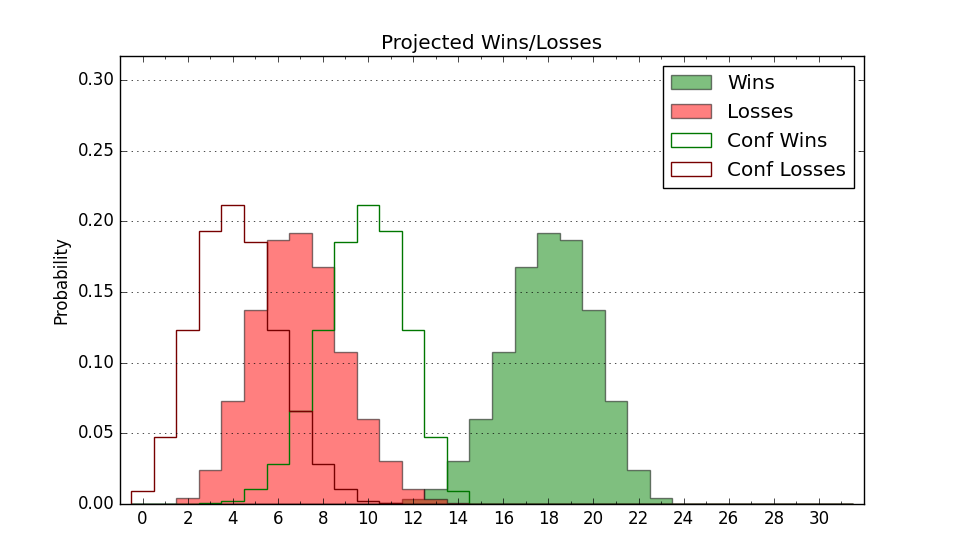 Projected Wins/Losses
0.30
0.25
0.20
0.15
0.10
0.05
0.00
Probability
Wins
Losses
Conf Wins
Conf Losses
0 2 4 6 8 10 12 14 16 18 20 22 24 26 28 30